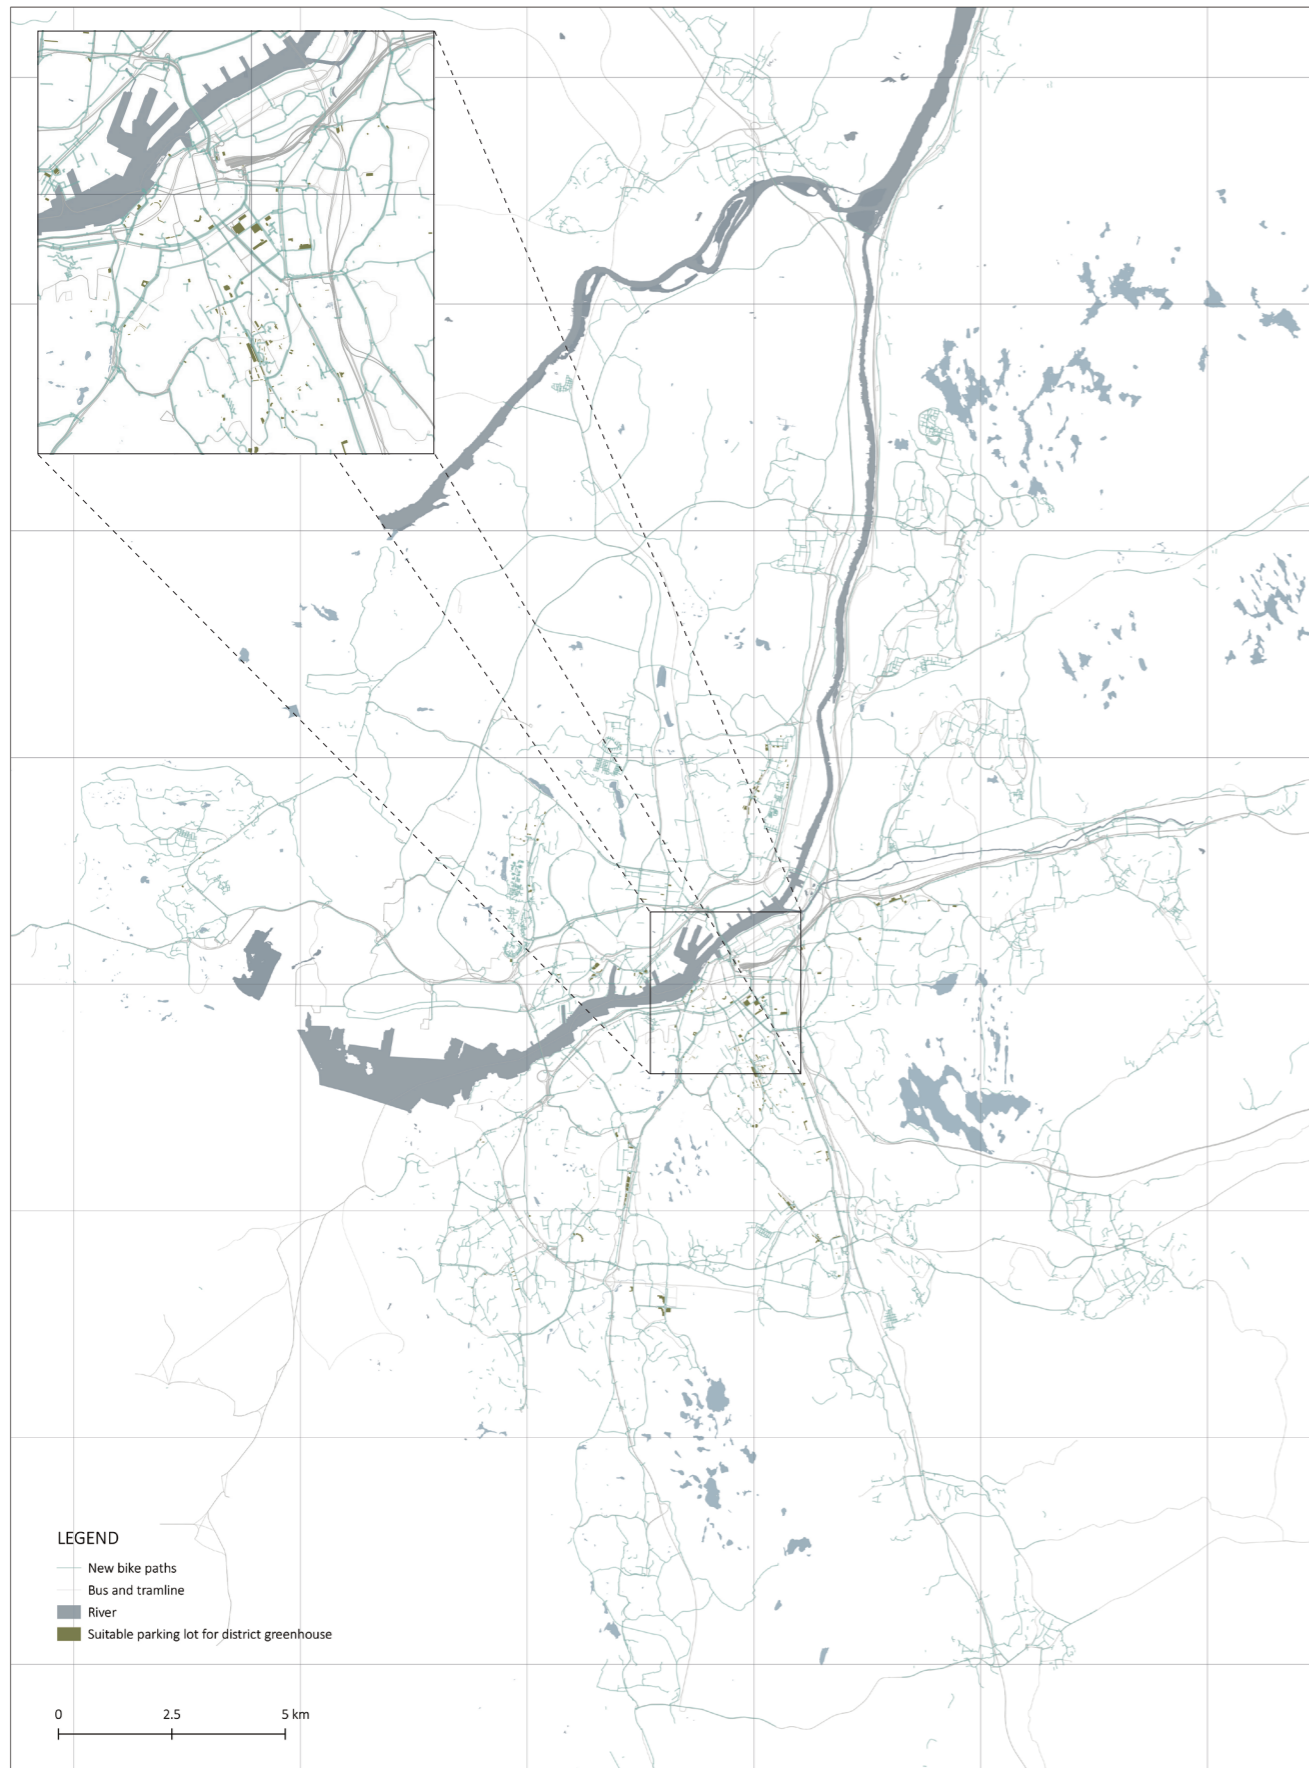 LEGEND
New bike paths
Bus and tramline
River
Suitable parking lot for district greenhouse
0 2.5 5 km